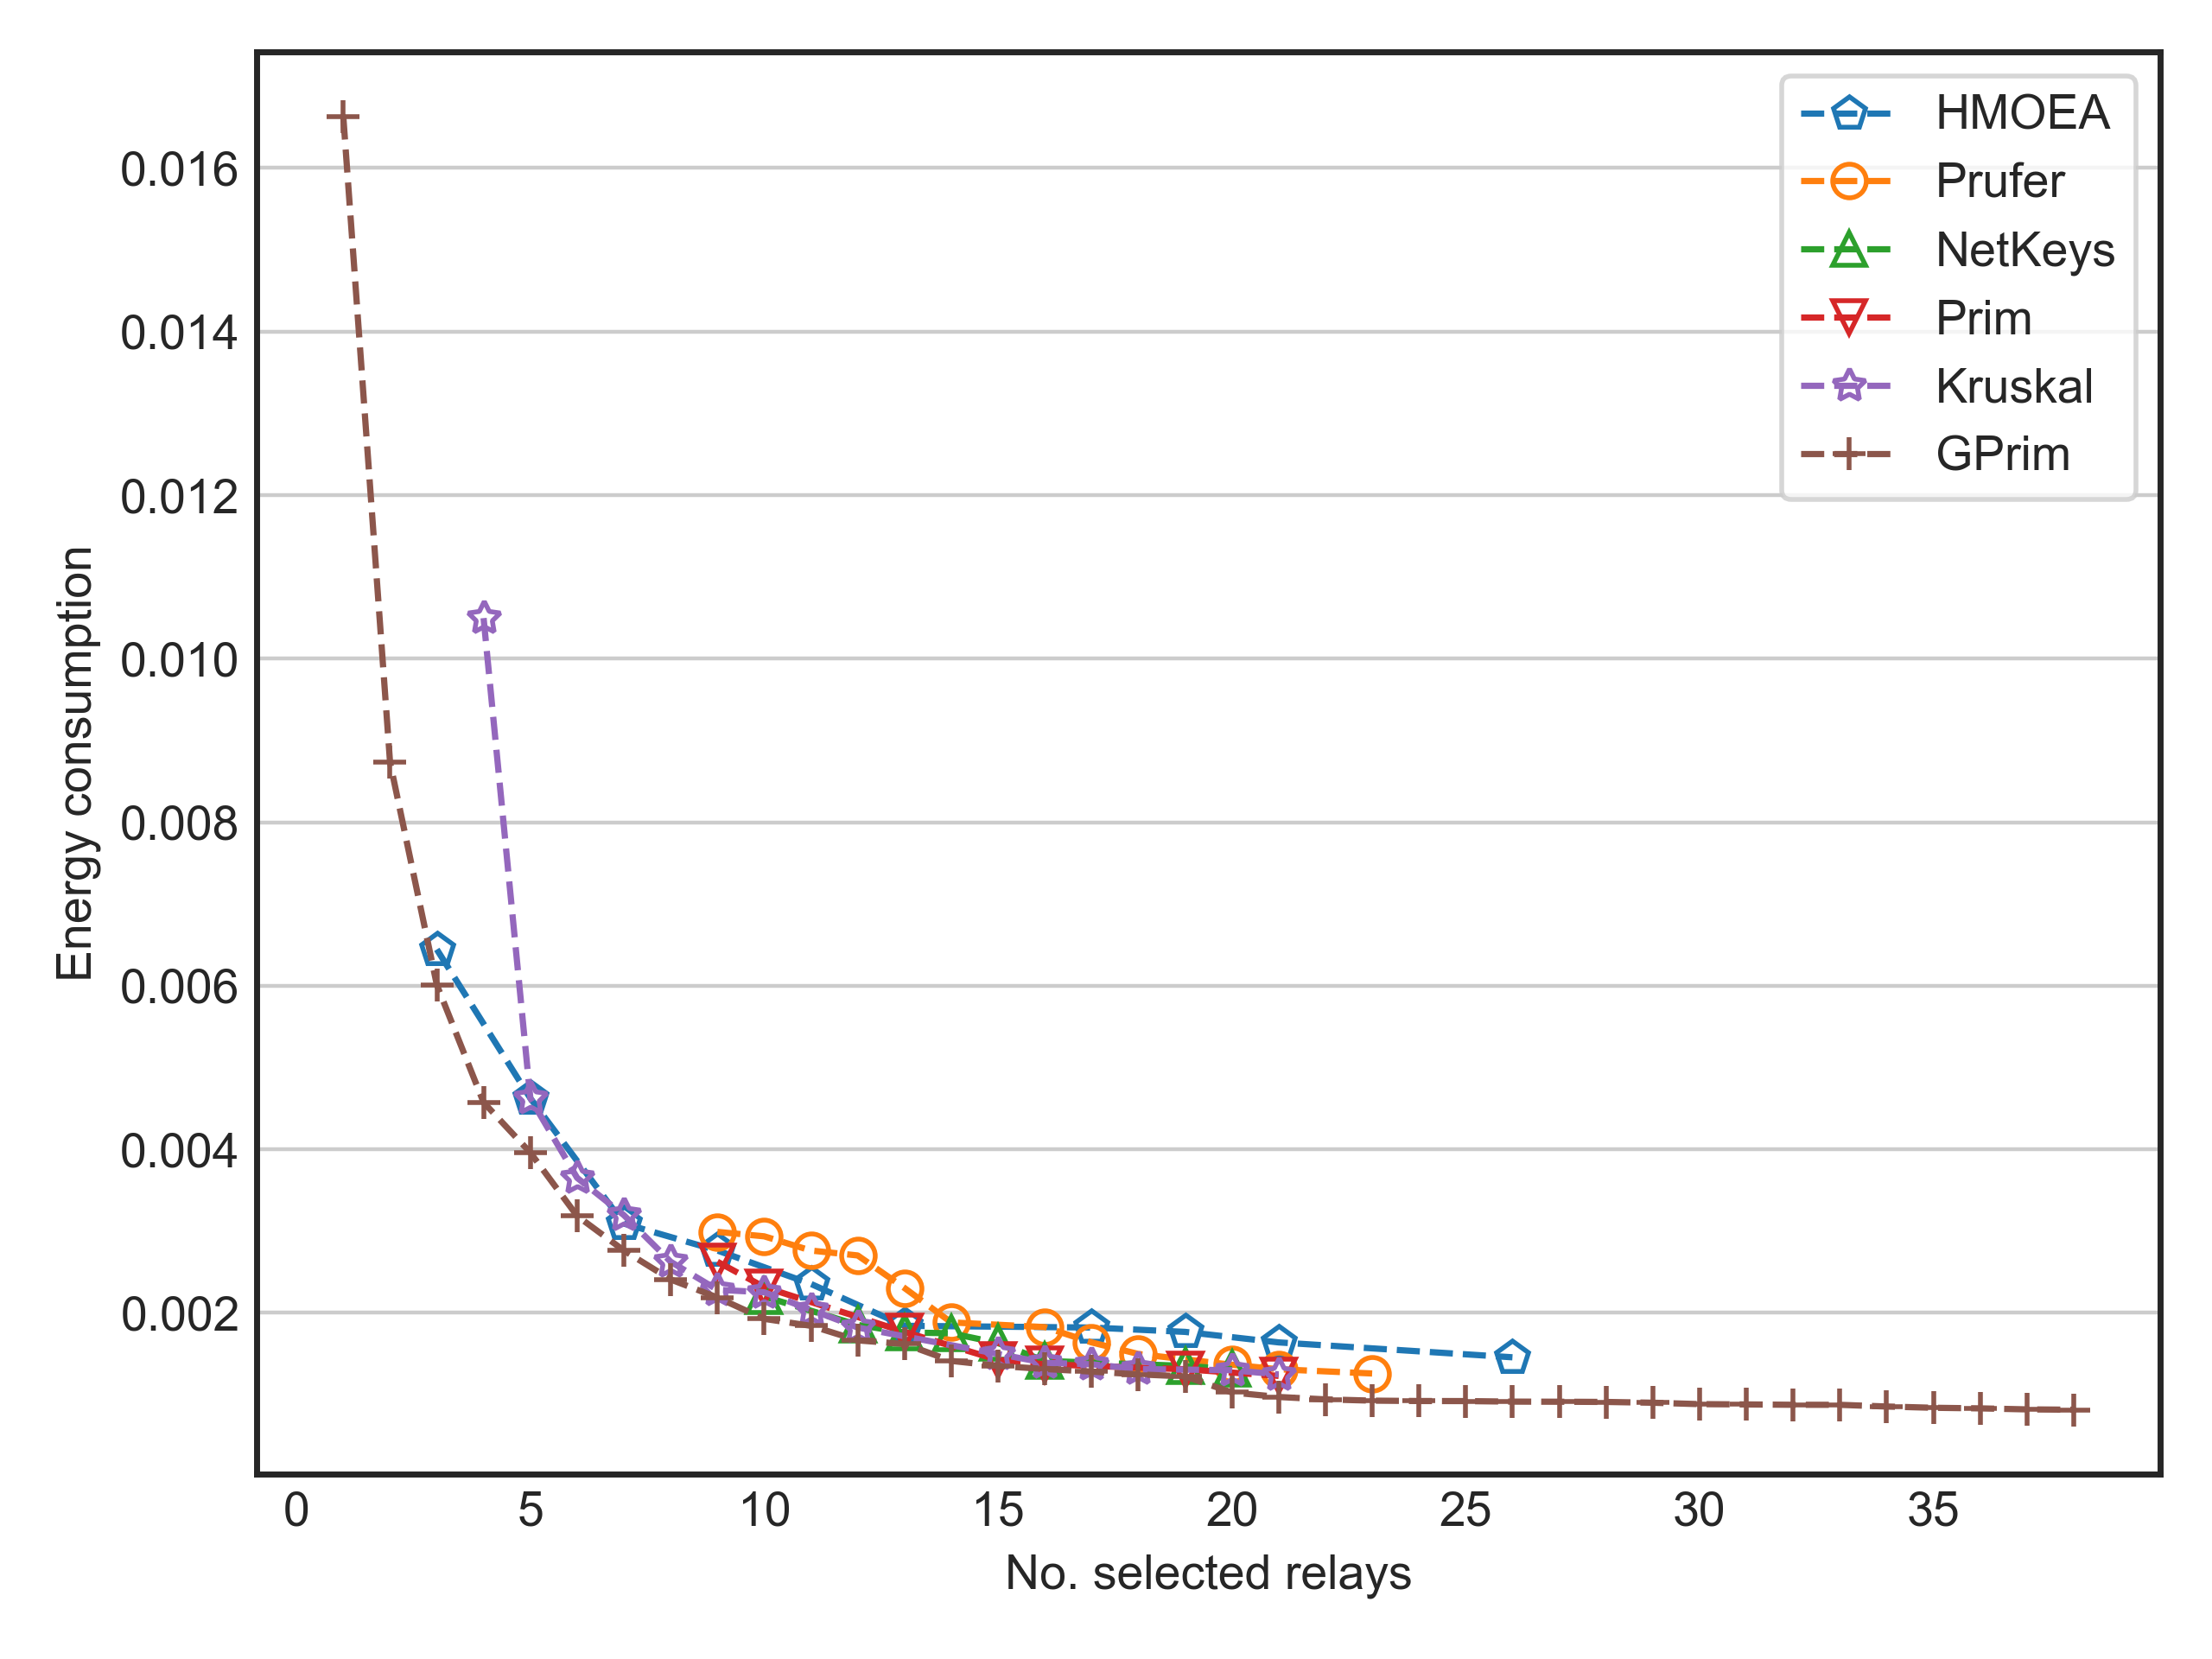 HMOEA
Prufer
NetKeys
Prim
Kruskal
GPrim
0.016
0.014
0.012
0.010
0.008
0.006
0.004
0.002
Energy consumption
0 5 10 15 20 25 30 35
No. selected relays